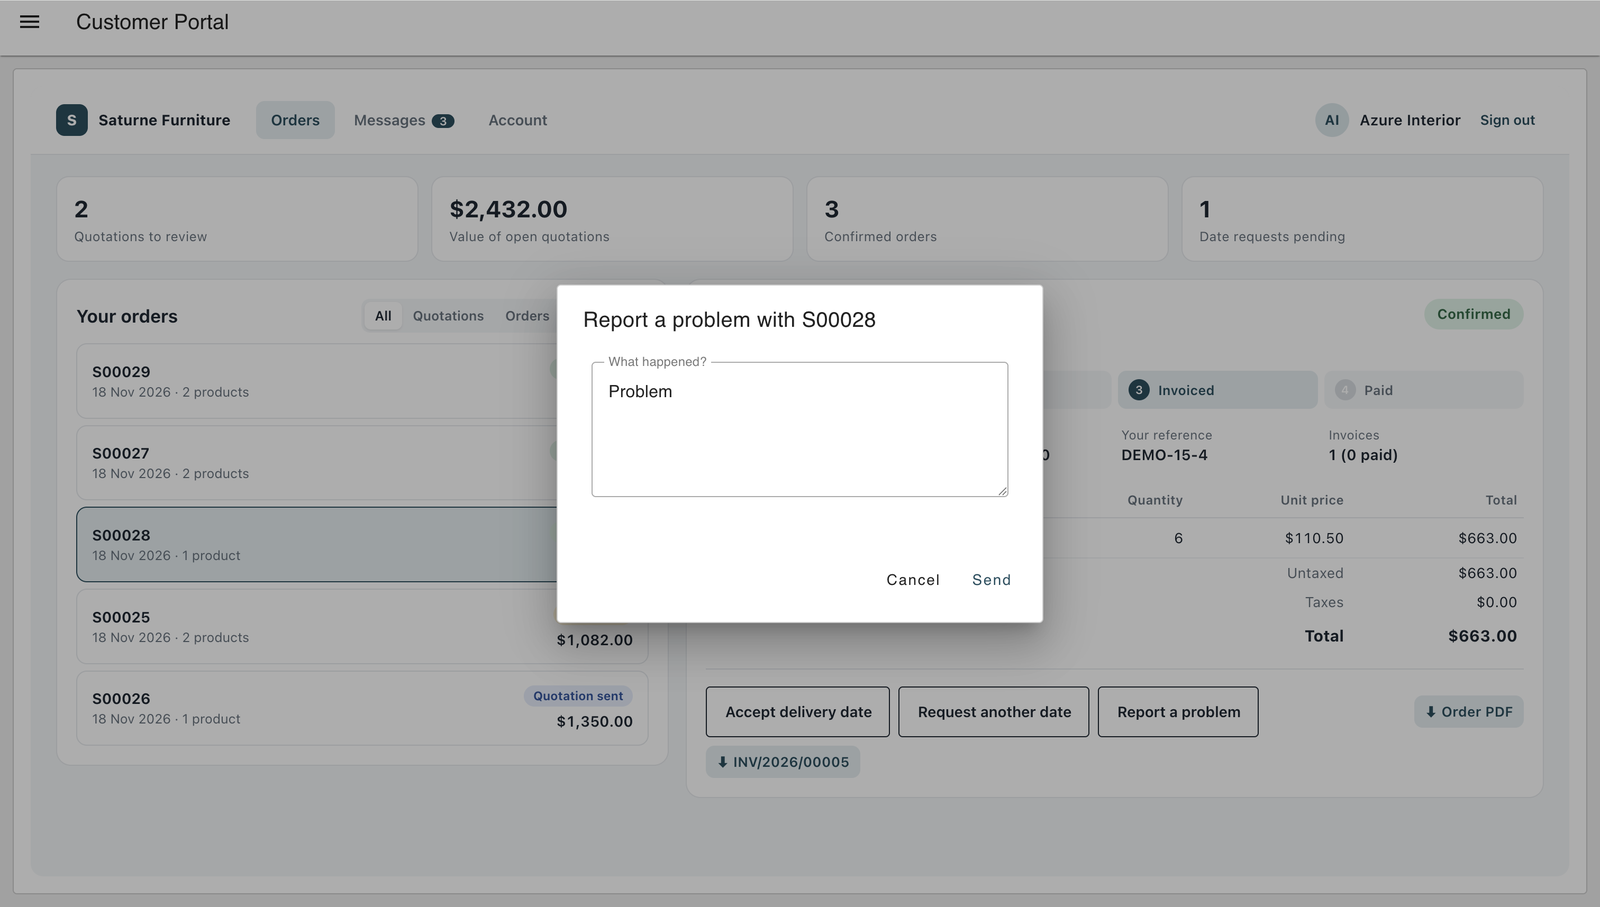 Customer Portal
S Saturne Furniture Orders Messages 3 Account AI Azure Interior Sign out
2
Quotations to review
$2,432.00
Value of open quotations
3
Confirmed orders
1
Date requests pending
Your orders All Quotations Orders
S00029
18 Nov 2026 · 2 products
S00027
18 Nov 2026 · 2 products
S00028
18 Nov 2026 · 1 product
S00025
18 Nov 2026 · 2 products
$1,082.00
S00026
18 Nov 2026 · 1 product
Quotation sent
$1,350.00
Report a problem with S00028
What happened?
Problem
Cancel Send
Confirmed
3 Invoiced 4 Paid
Your reference
DEMO-15-4
Invoices
1 (0 paid)
Quantity Unit price Total
6 $110.50 $663.00
Untaxed $663.00
Taxes $0.00
Total $663.00
Accept delivery date Request another date Report a problem Order PDF
INV/2026/00005